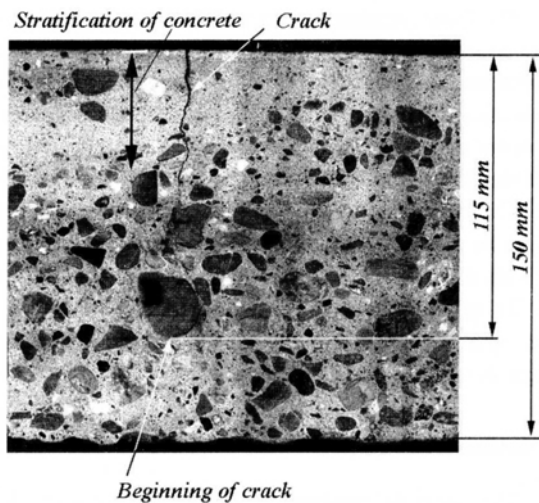 Stratification of concrete
Crack
115 mm
150 mm
Beginning of crack